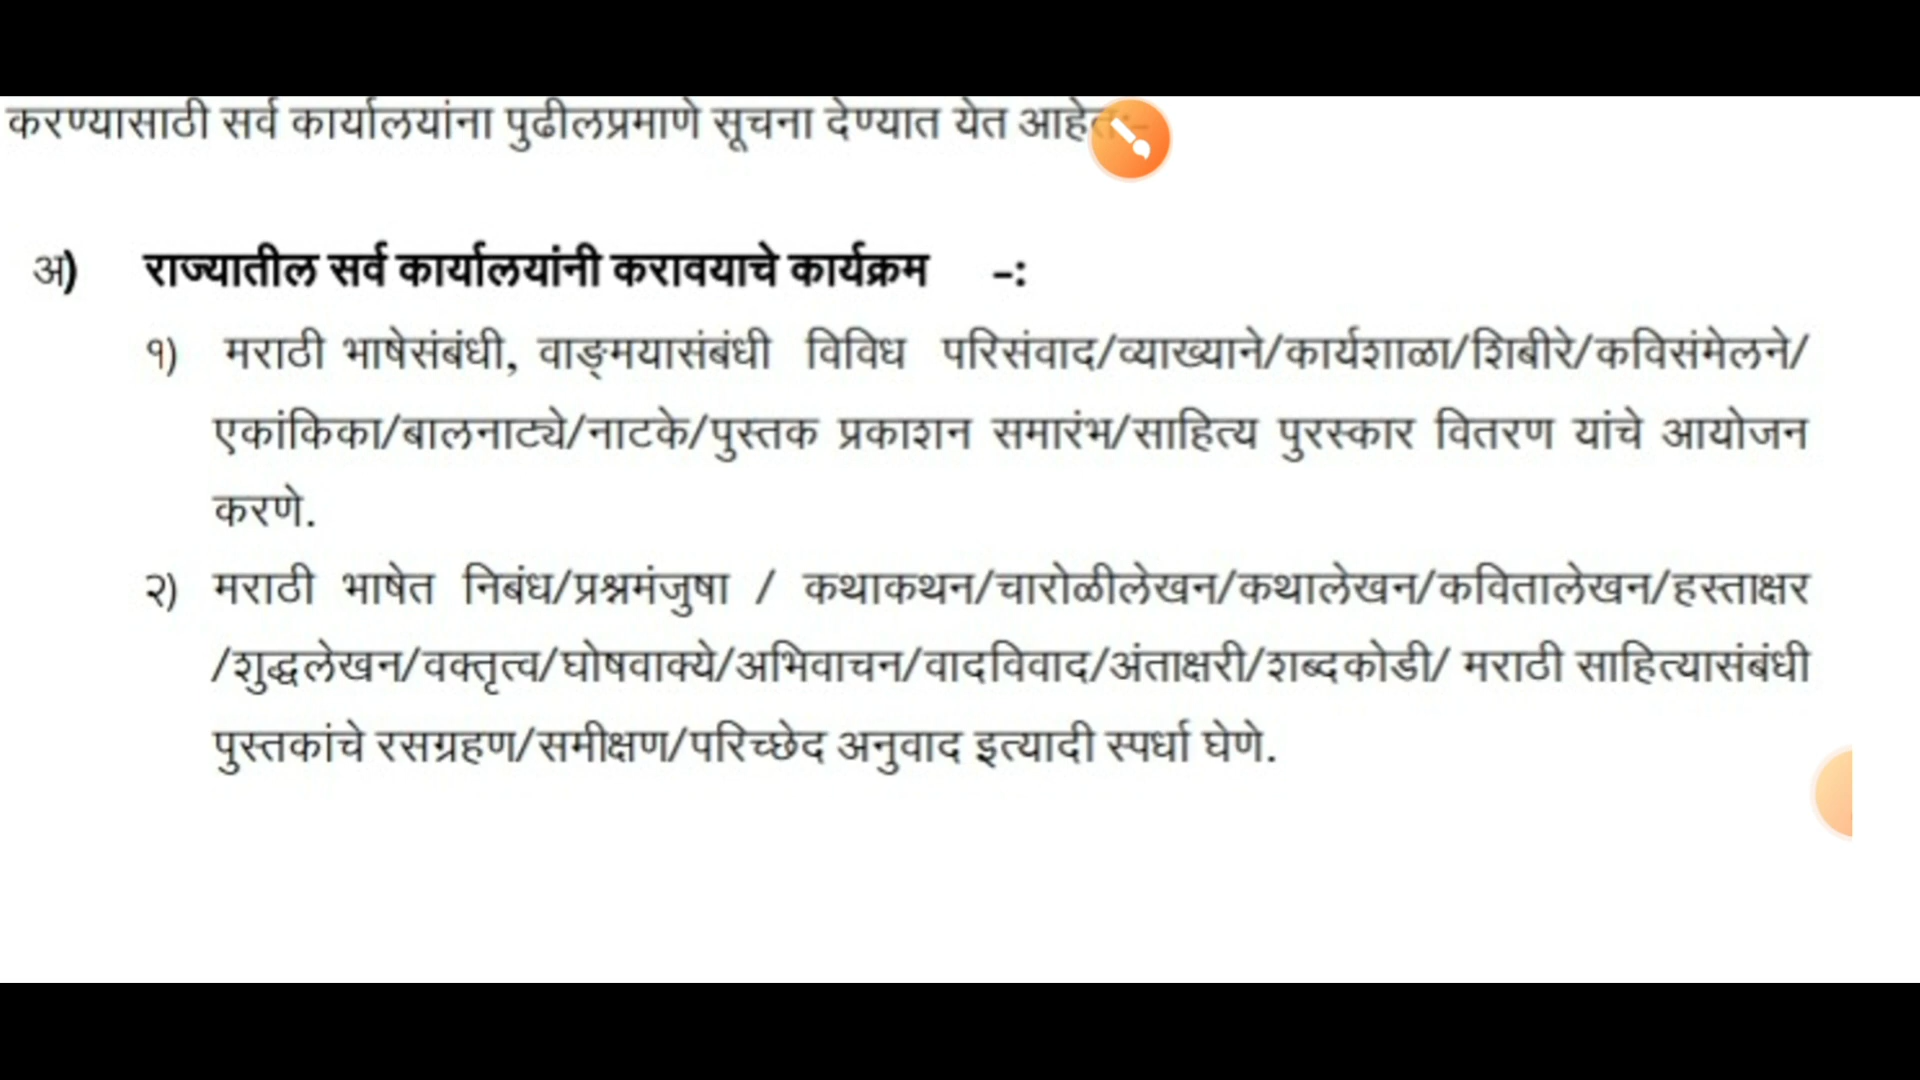 करण्यासाठी सर्व कार्यालयांना पुढीलप्रमाणे सूचना देण्यात येत आहेत:-
अ) राज्यातील सर्व कार्यालयांनी करावयाचे कार्यक्रम -:
१) मराठी भाषेसंबंधी, वाङ्‌मयासंबंधी विविध परिसंवाद/व्याख्याने/कार्यशाळा/शिबीरे/कविसंमेलने/
एकांकिका/बालनाट्ये/नाटके/पुस्तक प्रकाशन समारंभ/साहित्य पुरस्कार वितरण यांचे आयोजन
करणे.
२) मराठी भाषेत निबंध/प्रश्नमंजुषा / कथाकथन/चारोळीलेखन/कथालेखन/कवितालेखन/हस्ताक्षर
/शुद्धलेखन/वक्तृत्व/घोषवाक्ये/अभिवाचन/वादविवाद/अंताक्षरी/शब्दकोडी/ मराठी साहित्यासंबंधी
पुस्तकांचे रसग्रहण/समीक्षण/परिच्छेद अनुवाद इत्यादी स्पर्धा घेणे.